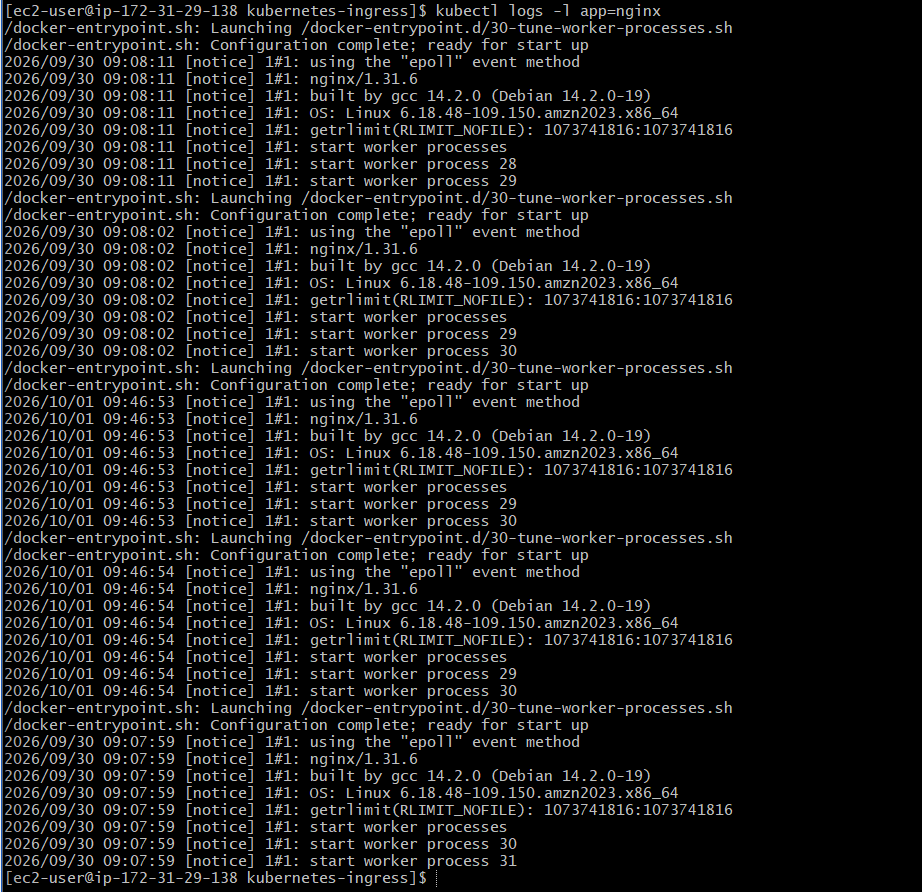 [ec2-user@ip-172-31-29-138 kubernetes-ingress]$ kubectl logs -l app=nginx
/docker-entrypoint.sh: Launching /docker-entrypoint.d/30-tune-worker-processes.sh
/docker-entrypoint.sh: Configuration complete; ready for start up
2026/09/30 09:08:11 [notice] 1#1: using the "epoll" event method
2026/09/30 09:08:11 [notice] 1#1: nginx/1.31.6
2026/09/30 09:08:11 [notice] 1#1: built by gcc 14.2.0 (Debian 14.2.0-19)
2026/09/30 09:08:11 [notice] 1#1: OS: Linux 6.18.48-109.150.amzn2023.x86_64
2026/09/30 09:08:11 [notice] 1#1: getrlimit(RLIMIT_NOFILE): 1073741816:1073741816
2026/09/30 09:08:11 [notice] 1#1: start worker processes
2026/09/30 09:08:11 [notice] 1#1: start worker process 28
2026/09/30 09:08:11 [notice] 1#1: start worker process 29
/docker-entrypoint.sh: Launching /docker-entrypoint.d/30-tune-worker-processes.sh
/docker-entrypoint.sh: Configuration complete; ready for start up
2026/09/30 09:08:02 [notice] 1#1: using the "epoll" event method
2026/09/30 09:08:02 [notice] 1#1: nginx/1.31.6
2026/09/30 09:08:02 [notice] 1#1: built by gcc 14.2.0 (Debian 14.2.0-19)
2026/09/30 09:08:02 [notice] 1#1: OS: Linux 6.18.48-109.150.amzn2023.x86_64
2026/09/30 09:08:02 [notice] 1#1: getrlimit(RLIMIT_NOFILE): 1073741816:1073741816
2026/09/30 09:08:02 [notice] 1#1: start worker processes
2026/09/30 09:08:02 [notice] 1#1: start worker process 29
2026/09/30 09:08:02 [notice] 1#1: start worker process 30
/docker-entrypoint.sh: Launching /docker-entrypoint.d/30-tune-worker-processes.sh
/docker-entrypoint.sh: Configuration complete; ready for start up
2026/10/01 09:46:53 [notice] 1#1: using the "epoll" event method
2026/10/01 09:46:53 [notice] 1#1: nginx/1.31.6
2026/10/01 09:46:53 [notice] 1#1: built by gcc 14.2.0 (Debian 14.2.0-19)
2026/10/01 09:46:53 [notice] 1#1: OS: Linux 6.18.48-109.150.amzn2023.x86_64
2026/10/01 09:46:53 [notice] 1#1: getrlimit(RLIMIT_NOFILE): 1073741816:1073741816
2026/10/01 09:46:53 [notice] 1#1: start worker processes
2026/10/01 09:46:53 [notice] 1#1: start worker process 29
2026/10/01 09:46:53 [notice] 1#1: start worker process 30
/docker-entrypoint.sh: Launching /docker-entrypoint.d/30-tune-worker-processes.sh
/docker-entrypoint.sh: Configuration complete; ready for start up
2026/10/01 09:46:54 [notice] 1#1: using the "epoll" event method
2026/10/01 09:46:54 [notice] 1#1: nginx/1.31.6
2026/10/01 09:46:54 [notice] 1#1: built by gcc 14.2.0 (Debian 14.2.0-19)
2026/10/01 09:46:54 [notice] 1#1: OS: Linux 6.18.48-109.150.amzn2023.x86_64
2026/10/01 09:46:54 [notice] 1#1: getrlimit(RLIMIT_NOFILE): 1073741816:1073741816
2026/10/01 09:46:54 [notice] 1#1: start worker processes
2026/10/01 09:46:54 [notice] 1#1: start worker process 29
2026/10/01 09:46:54 [notice] 1#1: start worker process 30
/docker-entrypoint.sh: Launching /docker-entrypoint.d/30-tune-worker-processes.sh
/docker-entrypoint.sh: Configuration complete; ready for start up
2026/09/30 09:07:59 [notice] 1#1: using the "epoll" event method
2026/09/30 09:07:59 [notice] 1#1: nginx/1.31.6
2026/09/30 09:07:59 [notice] 1#1: built by gcc 14.2.0 (Debian 14.2.0-19)
2026/09/30 09:07:59 [notice] 1#1: OS: Linux 6.18.48-109.150.amzn2023.x86_64
2026/09/30 09:07:59 [notice] 1#1: getrlimit(RLIMIT_NOFILE): 1073741816:1073741816
2026/09/30 09:07:59 [notice] 1#1: start worker processes
2026/09/30 09:07:59 [notice] 1#1: start worker process 30
2026/09/30 09:07:59 [notice] 1#1: start worker process 31
[ec2-user@ip-172-31-29-138 kubernetes-ingress]$